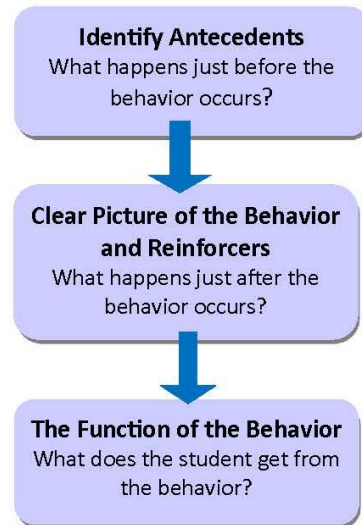 Identify Antecedents
What happens just before the
behavior occurs?
Clear Picture of the Behavior
and Reinforcers
What happens just after the
behavior occurs?
The Function of the Behavior
What does the student get from
the behavior?